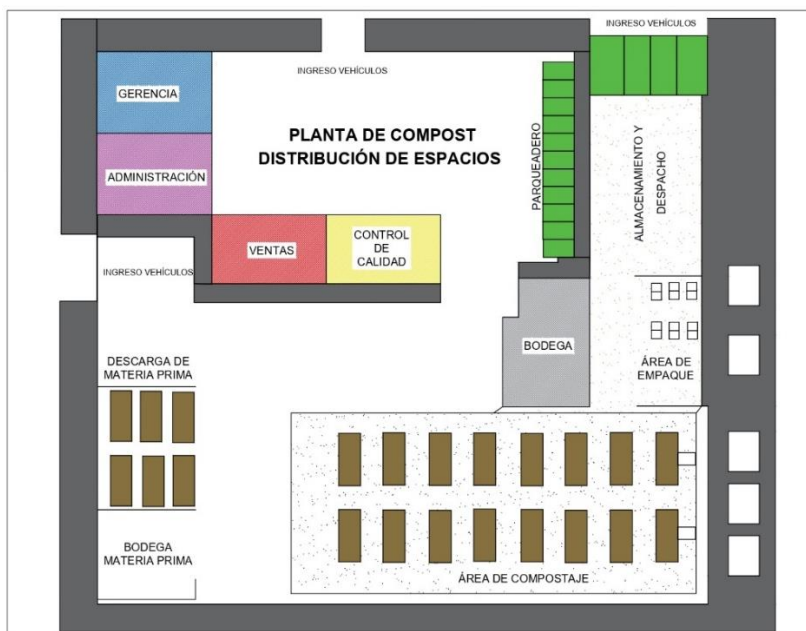 INGRESO VEHÍCULOS
INGRESO VEHÍCULOS
GERENCIA
PLANTA DE COMPOST
DISTRIBUCIÓN DE ESPACIOS
ADMINISTRACIÓN
PARQUEADERO
ALMACENAMIENTO Y
DESPACHO
VENTAS
CONTROL
DE
CALIDAD
INGRESO VEHÍCULOS
BODEGA
DESCARGA DE
MATERIA PRIMA
ÁREA DE
EMPAQUE
BODEGA
MATERIA PRIMA
ÁREA DE COMPOSTAJE